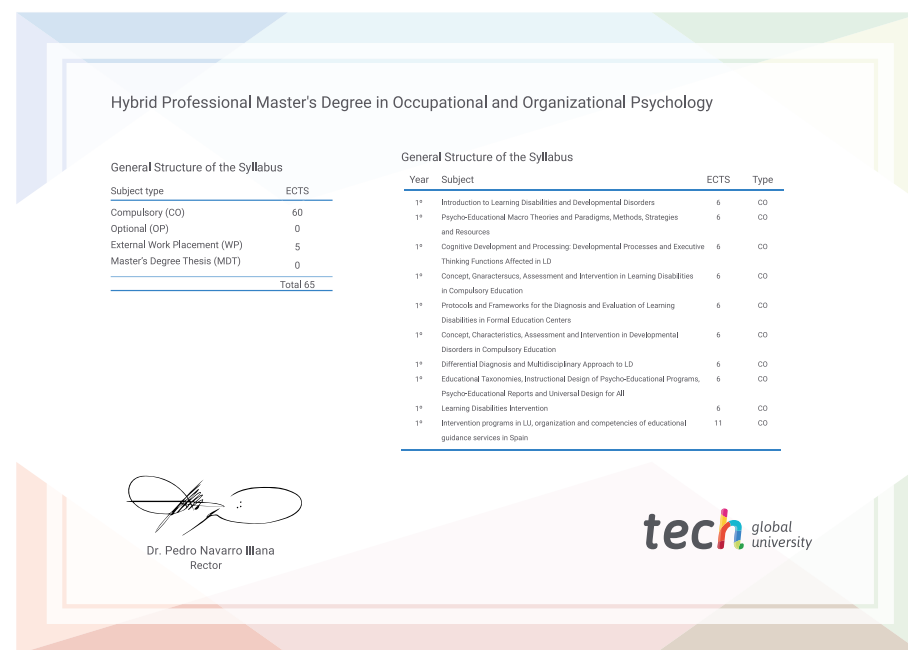 Hybrid Professional Master's Degree in Occupational and Organizational Psychology
General Structure of the Syllabus
Subject type ECTS
Compulsory (CO) 60
Optional (OP) 0
External Work Placement (WP) 5
Master's Degree Thesis (MDT) 0
Total 65
General Structure of the Syllabus
Year Subject ECTS Type
1º Introduction to Learning Disabilities and Developmental Disorders 6 CO
1º Psycho-Educational Macro Theories and Paradigms, Methods, Strategies 6 CO
and Resources
1º Cognitive Development and Processing: Developmental Processes and Executive 6 CO
Thinking Functions Affected in LD
1º Concept, Gnaractersucs, Assessment and Intervention in Learning Disabilities 6 CO
in Compulsory Education
1º Protocols and Frameworks for the Diagnosis and Evaluation of Learning 6 CO
Disabilities in Formal Education Centers
1º Concept, Characteristics, Assessment and Intervention in Developmental 6 CO
Disorders in Compulsory Education
1º Differential Diagnosis and Multidisciplinary Approach to LD 6 CO
1º Educational Taxonomies, Instructional Design of Psycho-Educational Programs, 6 CO
Psycho-Educational Reports and Universal Design for All
1º Learning Disabilities Intervention 6 CO
1º Intervention programs in LU, organization and competencies of educational 11 CO
guidance services in Spain
Dr. Pedro Navarro Illana
Rector
tech global
university